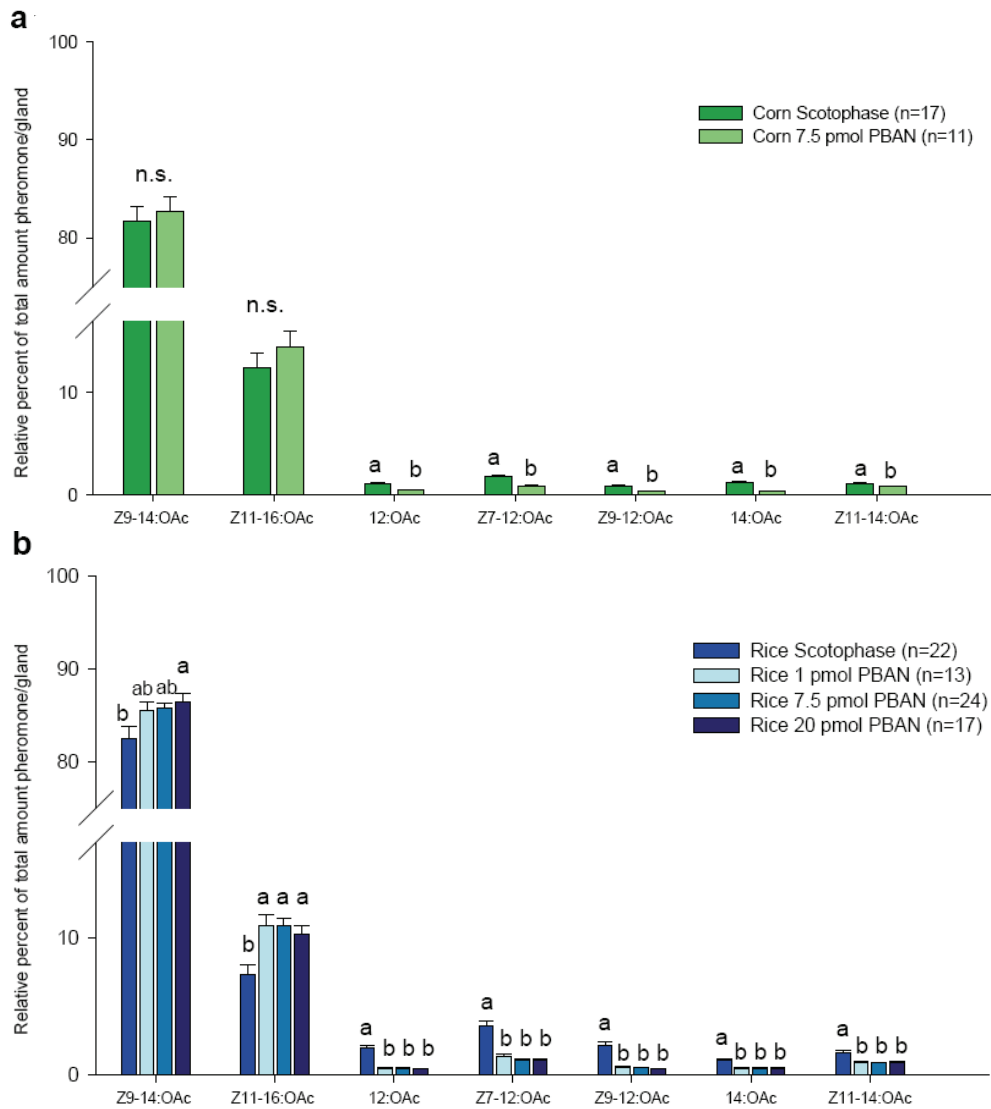 a
100
90
80
10
0
Relative percent of total amount pheromone/gland
Corn Scotophase (n=17)
Corn 7.5 pmol PBAN (n=11)
n.s.
n.s.
a b a b a b a b a b
Z9-14:OAc Z11-16:OAc 12:OAc Z7-12:OAc Z9-12:OAc 14:OAc Z11-14:OAc
b
100
90
80
10
0
Relative percent of total amount pheromone/gland
Rice Scotophase (n=22)
Rice 1 pmol PBAN (n=13)
Rice 7.5 pmol PBAN (n=24)
Rice 20 pmol PBAN (n=17)
b ab ab a
b a a a
a b b b
a b b b
a b b b
a b b b
a b b b
Z9-14:OAc Z11-16:OAc 12:OAc Z7-12:OAc Z9-12:OAc 14:OAc Z11-14:OAc